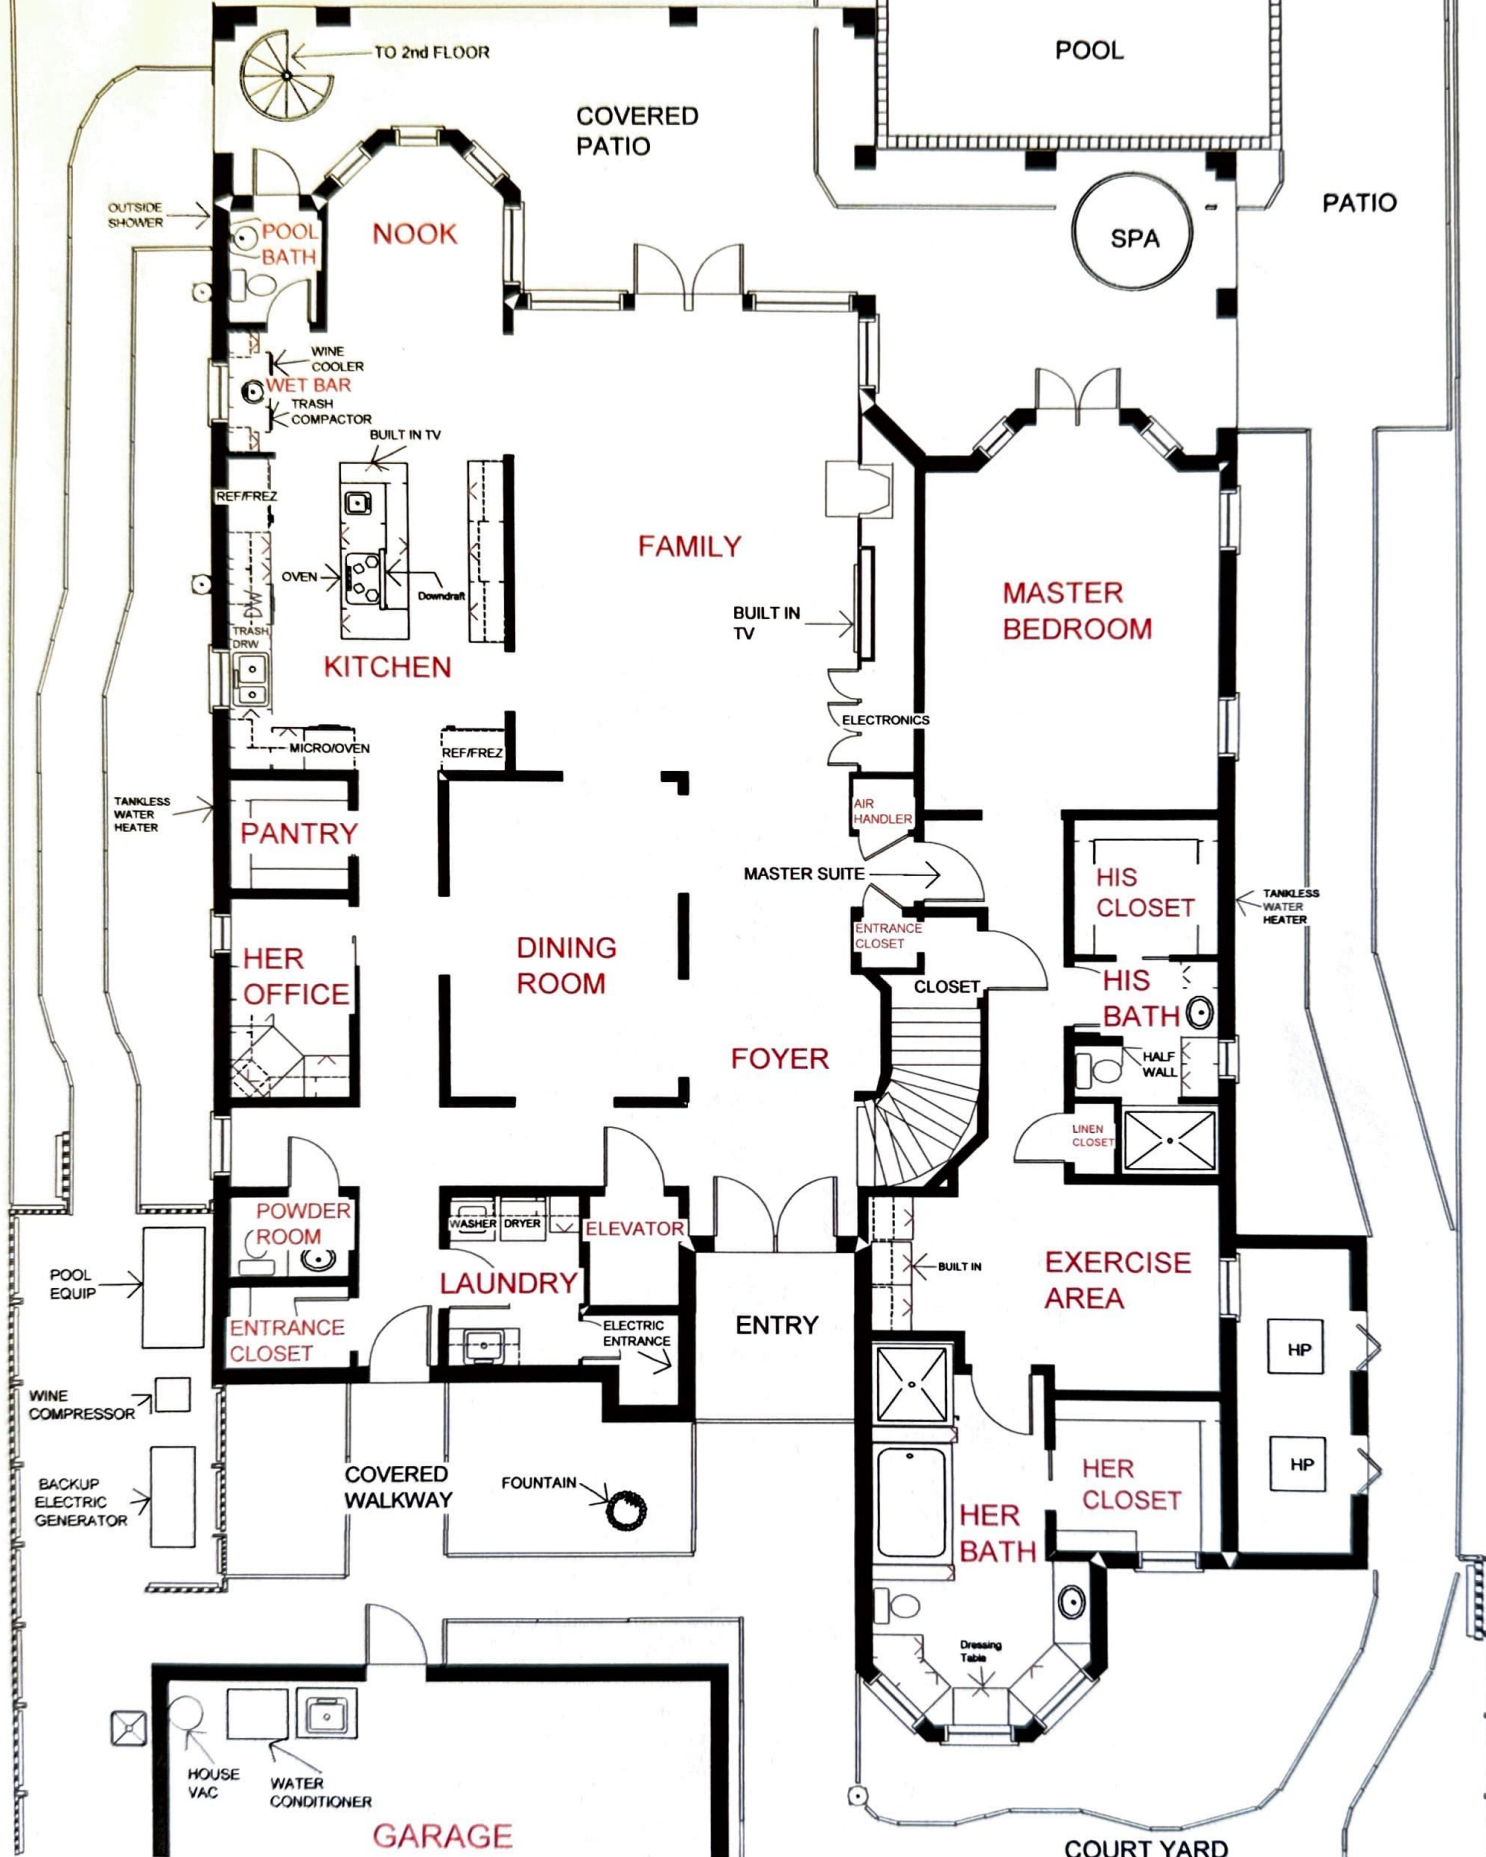 POOL
TO 2nd FLOOR
COVERED
PATIO
OUTSIDE
SHOWER
POOL
BATH
NOOK
PATIO
SPA
WINE
COOLER
WET BAR
TRASH
COMPACTOR
BUILT IN TV
REF/FREZ
OVEN
Downdraft
DW
TRASH
DRW
KITCHEN
FAMILY
BUILT IN
TV
MASTER
BEDROOM
ELECTRONICS
MICRO/OVEN
REF/FREZ
TANKLESS
WATER
HEATER
PANTRY
AIR
HANDLER
MASTER SUITE
HIS
CLOSET
TANKLESS
WATER
HEATER
ENTRANCE
CLOSET
HER
OFFICE
DINING
ROOM
CLOSET
HIS
BATH
FOYER
HALF
WALL
LINEN
CLOSET
POWDER
ROOM
WASHER
DRYER
ELEVATOR
POOL
EQUIP
LAUNDRY
BUILT IN
EXERCISE
AREA
ENTRANCE
CLOSET
ELECTRIC
ENTRANCE
ENTRY
HP
WINE
COMPRESSOR
BACKUP
ELECTRIC
GENERATOR
COVERED
WALKWAY
FOUNTAIN
HER
CLOSET
HP
HER
BATH
Dressing
Table
HOUSE
VAC
WATER
CONDITIONER
GARAGE
COURT YARD